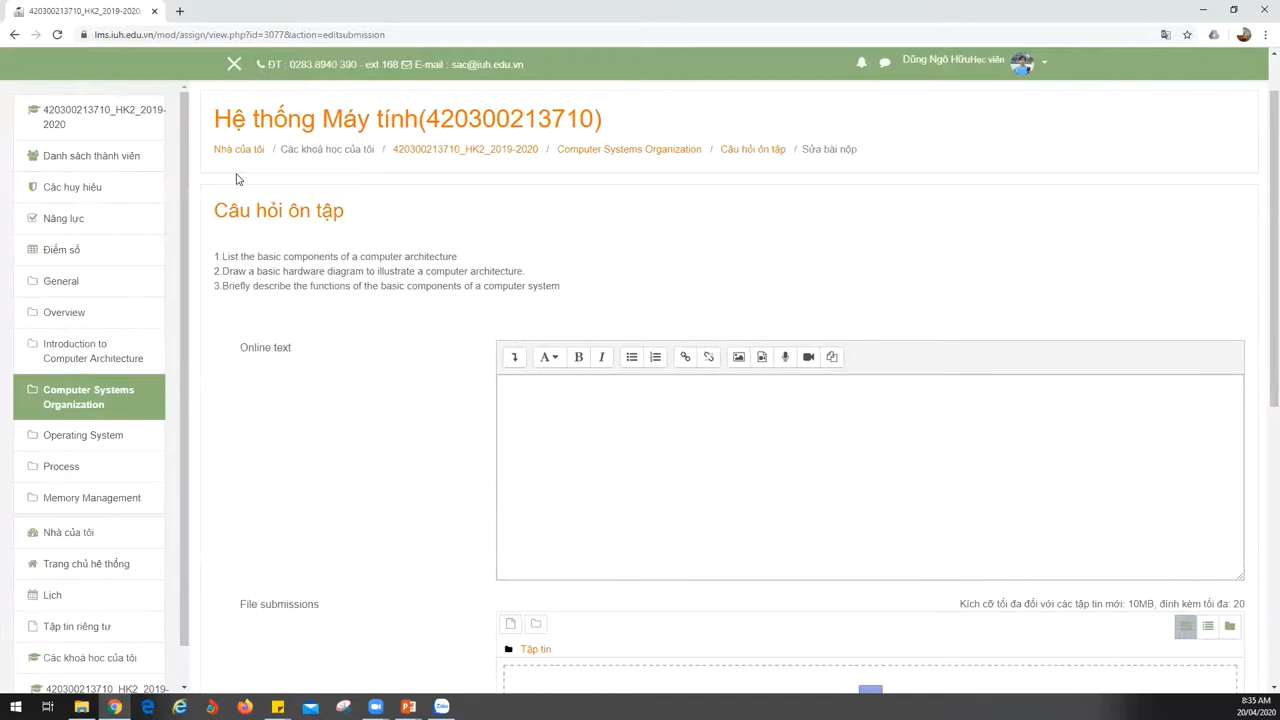 420300213710_HK2_2019-20
lms.iuh.edu.vn/mod/assign/view.php?id=3077&action=editsubmission
ĐT : 0283.8940 390 - ext 168 E-mail : sac@iuh.edu.vn
Dũng Ngô HữuHọc viên
420300213710_HK2_2019-
2020
Danh sách thành viên
Các huy hiệu
Năng lực
Điểm số
General
Overview
Introduction to
Computer Architecture
Computer Systems
Organization
Operating System
Process
Memory Management
Nhà của tôi
Trang chủ hệ thống
Lịch
Tập tin riêng tư
Các khoá học của tôi
420300213710_HK2_2019-
Hệ thống Máy tính(420300213710)
Nhà của tôi / Các khoá học của tôi / 420300213710_HK2_2019-2020 / Computer Systems Organization / Câu hỏi ôn tập / Sửa bài nộp
Câu hỏi ôn tập
1.List the basic components of a computer architecture
2.Draw a basic hardware diagram to illustrate a computer architecture.
3.Briefly describe the functions of the basic components of a computer system
Online text
A B I
File submissions
Kích cỡ tối đa đối với các tập tin mới: 10MB, đính kèm tối đa: 20
Tập tin
Zalo
8:35 AM
20/04/2020